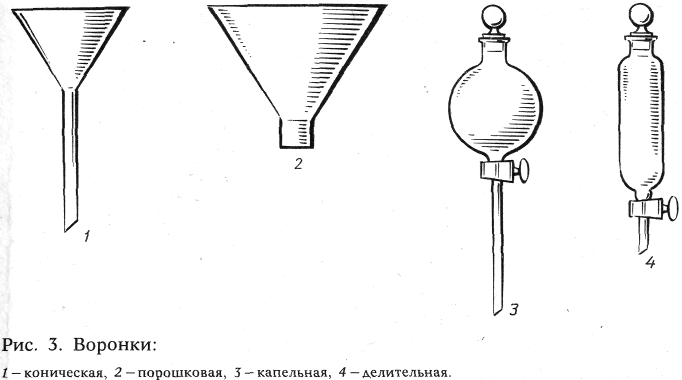 1
2
3
4
Рис. 3. Воронки:
1 — коническая, 2 — порошковая, 3 — капельная, 4 — делительная.